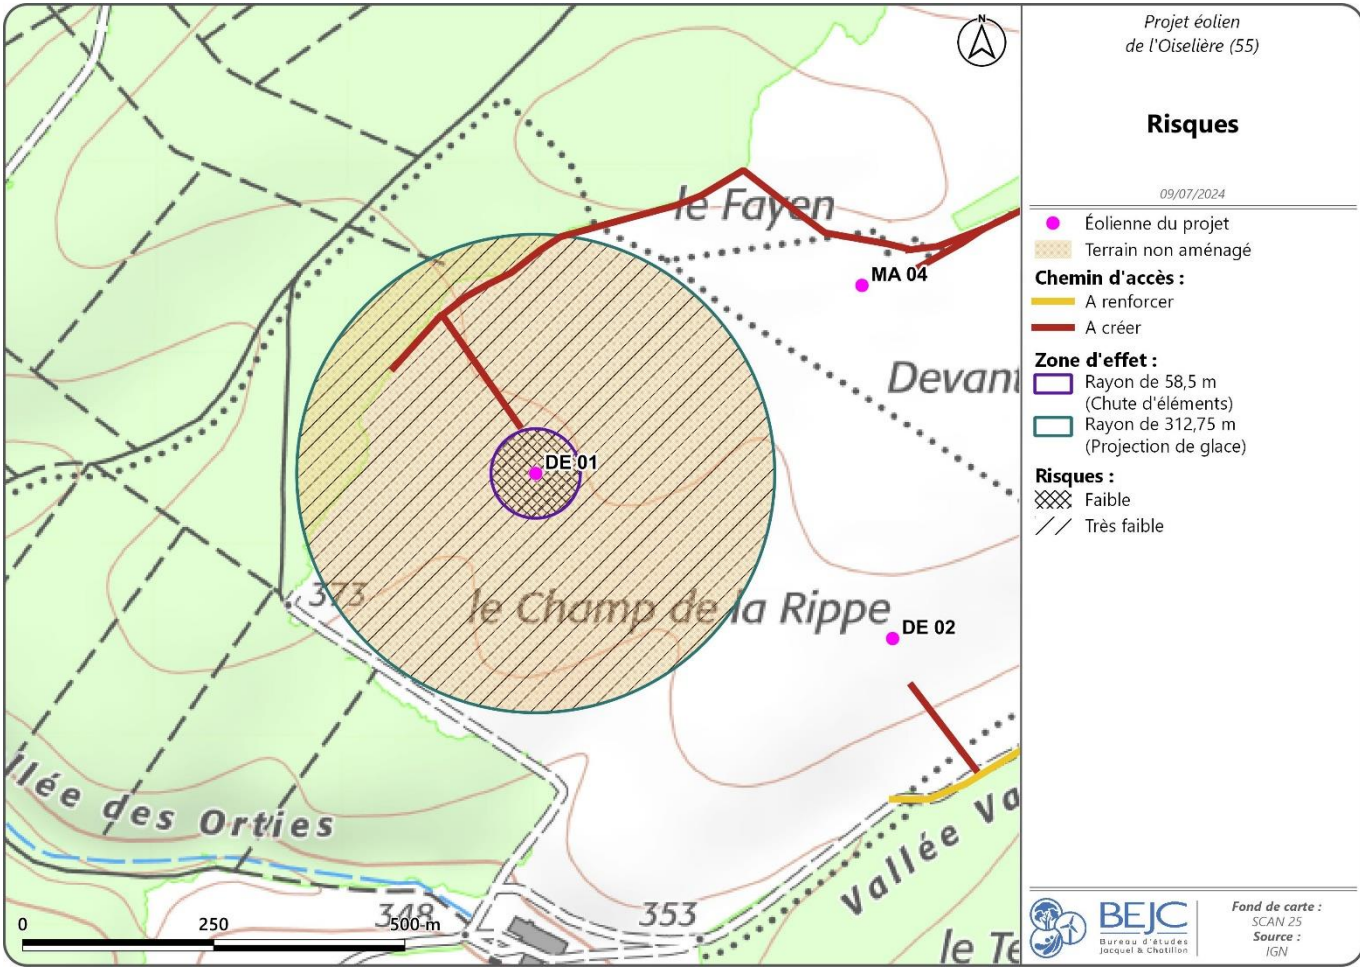 N
le Fayen
MA 04
Devant
DE 01
373
le Champ de la Rippe
DE 02
llée des Orties
Vallée Va
348
353
le Te
0
250
500 m
Projet éolien
de l'Oiselière (55)
Risques
09/07/2024
Éolienne du projet
Terrain non aménagé
Chemin d'accès :
A renforcer
A créer
Zone d'effet :
Rayon de 58,5 m
(Chute d'éléments)
Rayon de 312,75 m
(Projection de glace)
Risques :
Faible
Très faible
BEJC
Bureau d'études
Jacquel & Chatillon
Fond de carte :
SCAN 25
Source :
IGN